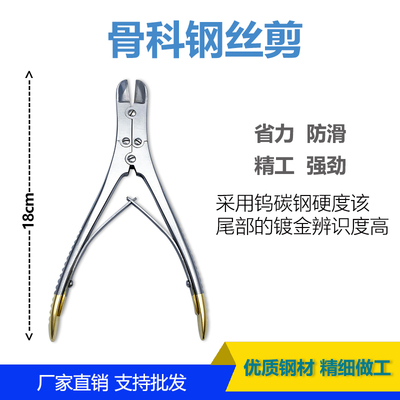 骨科钢丝剪
省力 防滑
精工 强劲
采用钨碳钢硬度该
尾部的镀金辨识度高
18cm
厂家直销 支持批发
优质钢材 精细做工